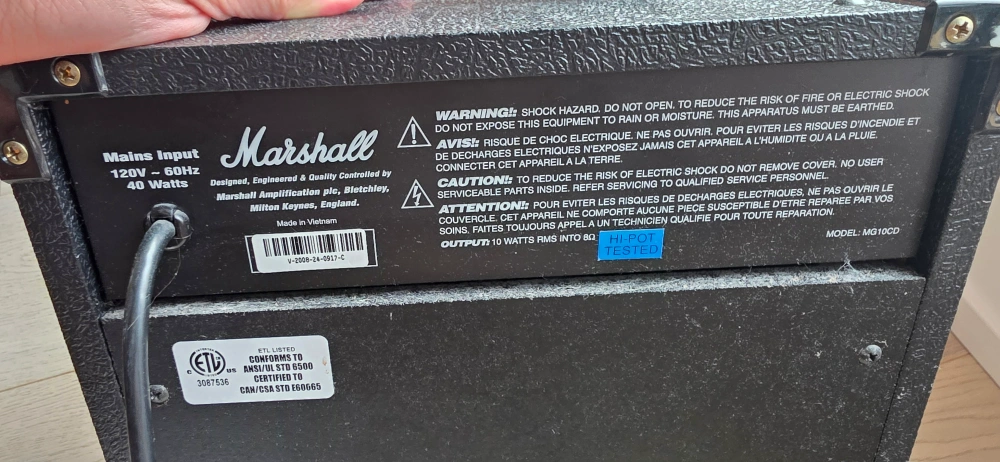 Mains Input
120V ~ 60Hz
40 Watts
Marshall
Designed, Engineered & Quality Controlled by
Marshall Amplification plc, Bletchley,
Milton Keynes, England.
Made in Vietnam
V-2008-24-0917-C
WARNING!: SHOCK HAZARD. DO NOT OPEN. TO REDUCE THE RISK OF FIRE OR ELECTRIC SHOCK
DO NOT EXPOSE THIS EQUIPMENT TO RAIN OR MOISTURE. THIS APPARATUS MUST BE EARTHED.
AVIS!: RISQUE DE CHOC ELECTRIQUE. NE PAS OUVRIR. POUR EVITER LES RISQUES D'INCENDIE ET
DE DECHARGES ELECTRIQUES N'EXPOSEZ JAMAIS CET APPAREIL A L'HUMIDITE OU A LA PLUIE.
CONNECTER CET APPAREIL A LA TERRE.
CAUTION!: TO REDUCE THE RISK OF ELECTRIC SHOCK DO NOT REMOVE COVER. NO USER
SERVICEABLE PARTS INSIDE. REFER SERVICING TO QUALIFIED SERVICE PERSONNEL.
ATTENTION!: POUR EVITER LES RISQUES DE DECHARGES ELECTRIQUES, NE PAS OUVRIR LE
COUVERCLE. CET APPAREIL NE COMPORTE AUCUNE PIECE SUSCEPTIBLE D'ETRE REPAREE PAR VOS
SOINS. FAITES TOUJOURS APPEL A UN TECHNICIEN QUALIFIE POUR TOUTE REPARATION.
OUTPUT: 10 WATTS RMS INTO 8Ω
HI-POT
TESTED
MODEL: MG10CD
ETL LISTED
CONFORMS TO
ANSI/UL STD 6500
CERTIFIED TO
CAN/CSA STD E60065
C ETL US
3087536